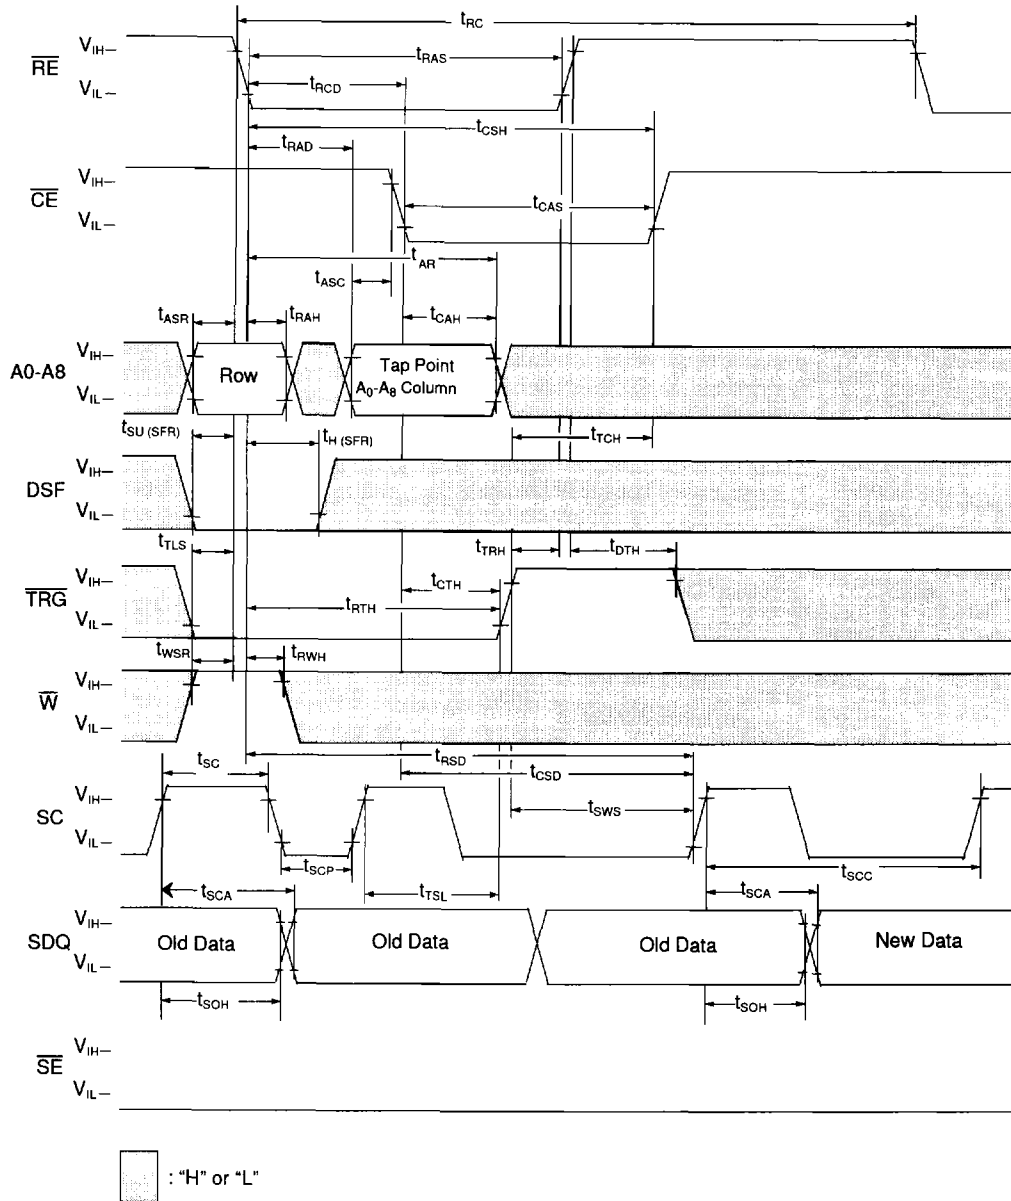 tRC
VIH
RE
tRAS
VIL
tRCD
tCSH
tRAD
VIH
CE
tCAS
VIL
tAR
tASC
tASR
tRAH
tCAH
VIH
A0-A8
Row
Tap Point
A0-A8 Column
VIL
tSU (SFR)
tH (SFR)
tTCH
VIH
DSF
VIL
tTLS
tTRH
tDTH
VIH
TRG
tCTH
VIL
tRTH
tWSR
tRWH
VIH
W
VIL
tRSD
tSC
tCSD
VIH
SC
tSWS
VIL
tSCP
tSCC
tSCA
tTSL
tSCA
VIH
SDQ
Old Data
Old Data
Old Data
New Data
VIL
tSOH
tSOH
VIH
SE
VIL
: "H" or "L"